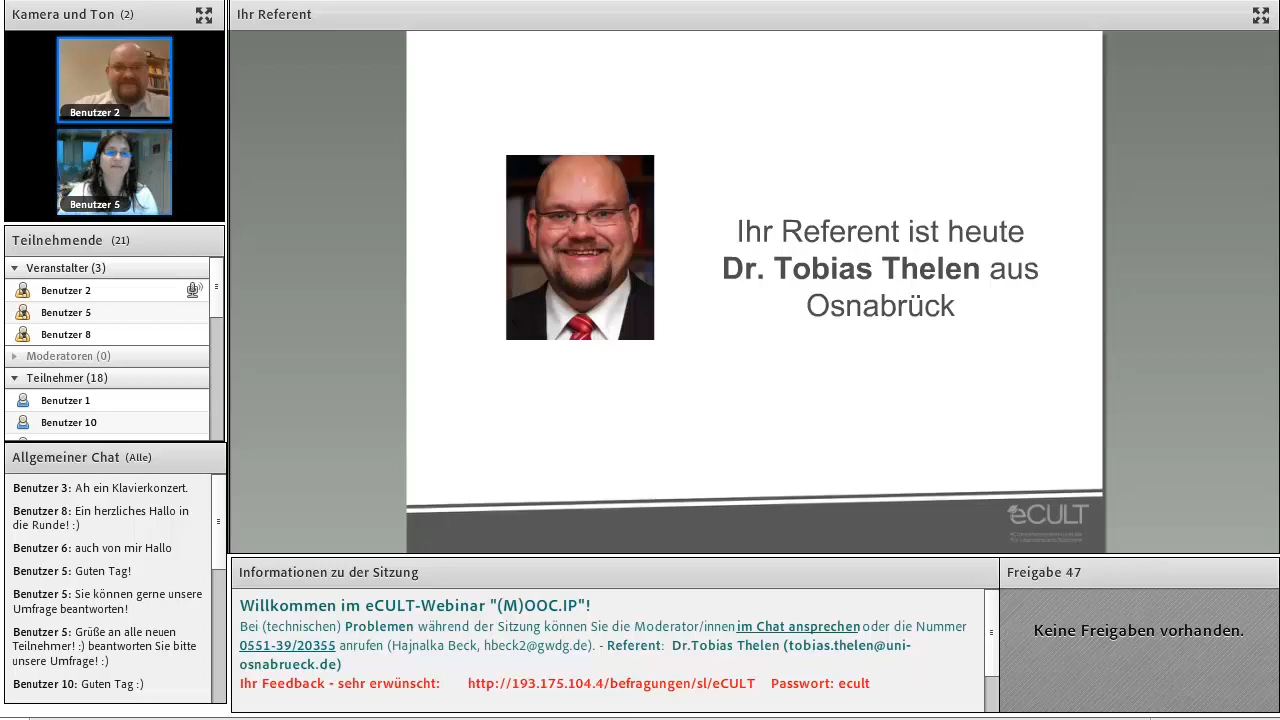 Kamera und Ton (2)
Benutzer 2
Benutzer 5
Teilnehmende (21)
Veranstalter (3)
Benutzer 2
Benutzer 5
Benutzer 8
Moderatoren (0)
Teilnehmer (18)
Benutzer 1
Benutzer 10
Allgemeiner Chat (Alle)
Benutzer 3: Ah ein Klavierkonzert.
Benutzer 8: Ein herzliches Hallo in
die Runde! :)
Benutzer 6: auch von mir Hallo
Benutzer 5: Guten Tag!
Benutzer 5: Sie können gerne unsere
Umfrage beantworten!
Benutzer 5: Grüße an alle neuen
Teilnehmer! :) beantworten Sie bitte
unsere Umfrage! :)
Benutzer 10: Guten Tag :)
Ihr Referent
Ihr Referent ist heute
Dr. Tobias Thelen aus
Osnabrück
eCULT
Informationen zu der Sitzung
Willkommen im eCULT-Webinar "(M)OOC.IP"!
Bei (technischen) Problemen während der Sitzung können Sie die Moderator/innen im Chat ansprechen oder die Nummer
0551-39/20355 anrufen (Hajnalka Beck, hbeck2@gwdg.de). - Referent: Dr.Tobias Thelen (tobias.thelen@uni-
osnabrueck.de)
Ihr Feedback - sehr erwünscht: http://193.175.104.4/befragungen/sl/eCULT Passwort: ecult
Freigabe 47
Keine Freigaben vorhanden.